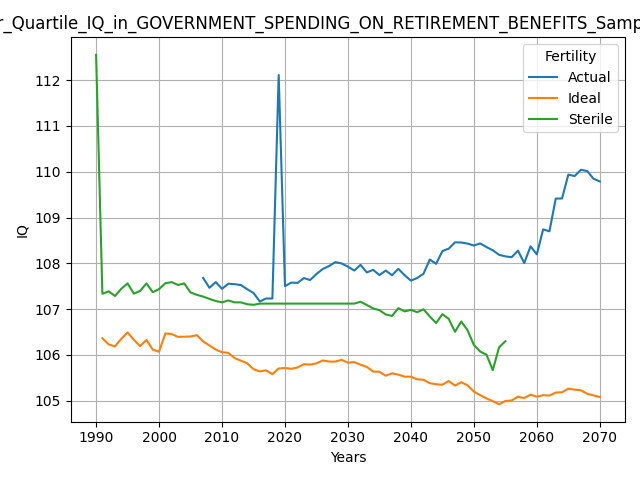 r_Quartile_IQ_in_GOVERNMENT_SPENDING_ON_RETIREMENT_BENEFITS_Samp
Fertility
Actual
Ideal
Sterile
112
111
110
109
108
107
106
105
IQ
1990 2000 2010 2020 2030 2040 2050 2060 2070
Years